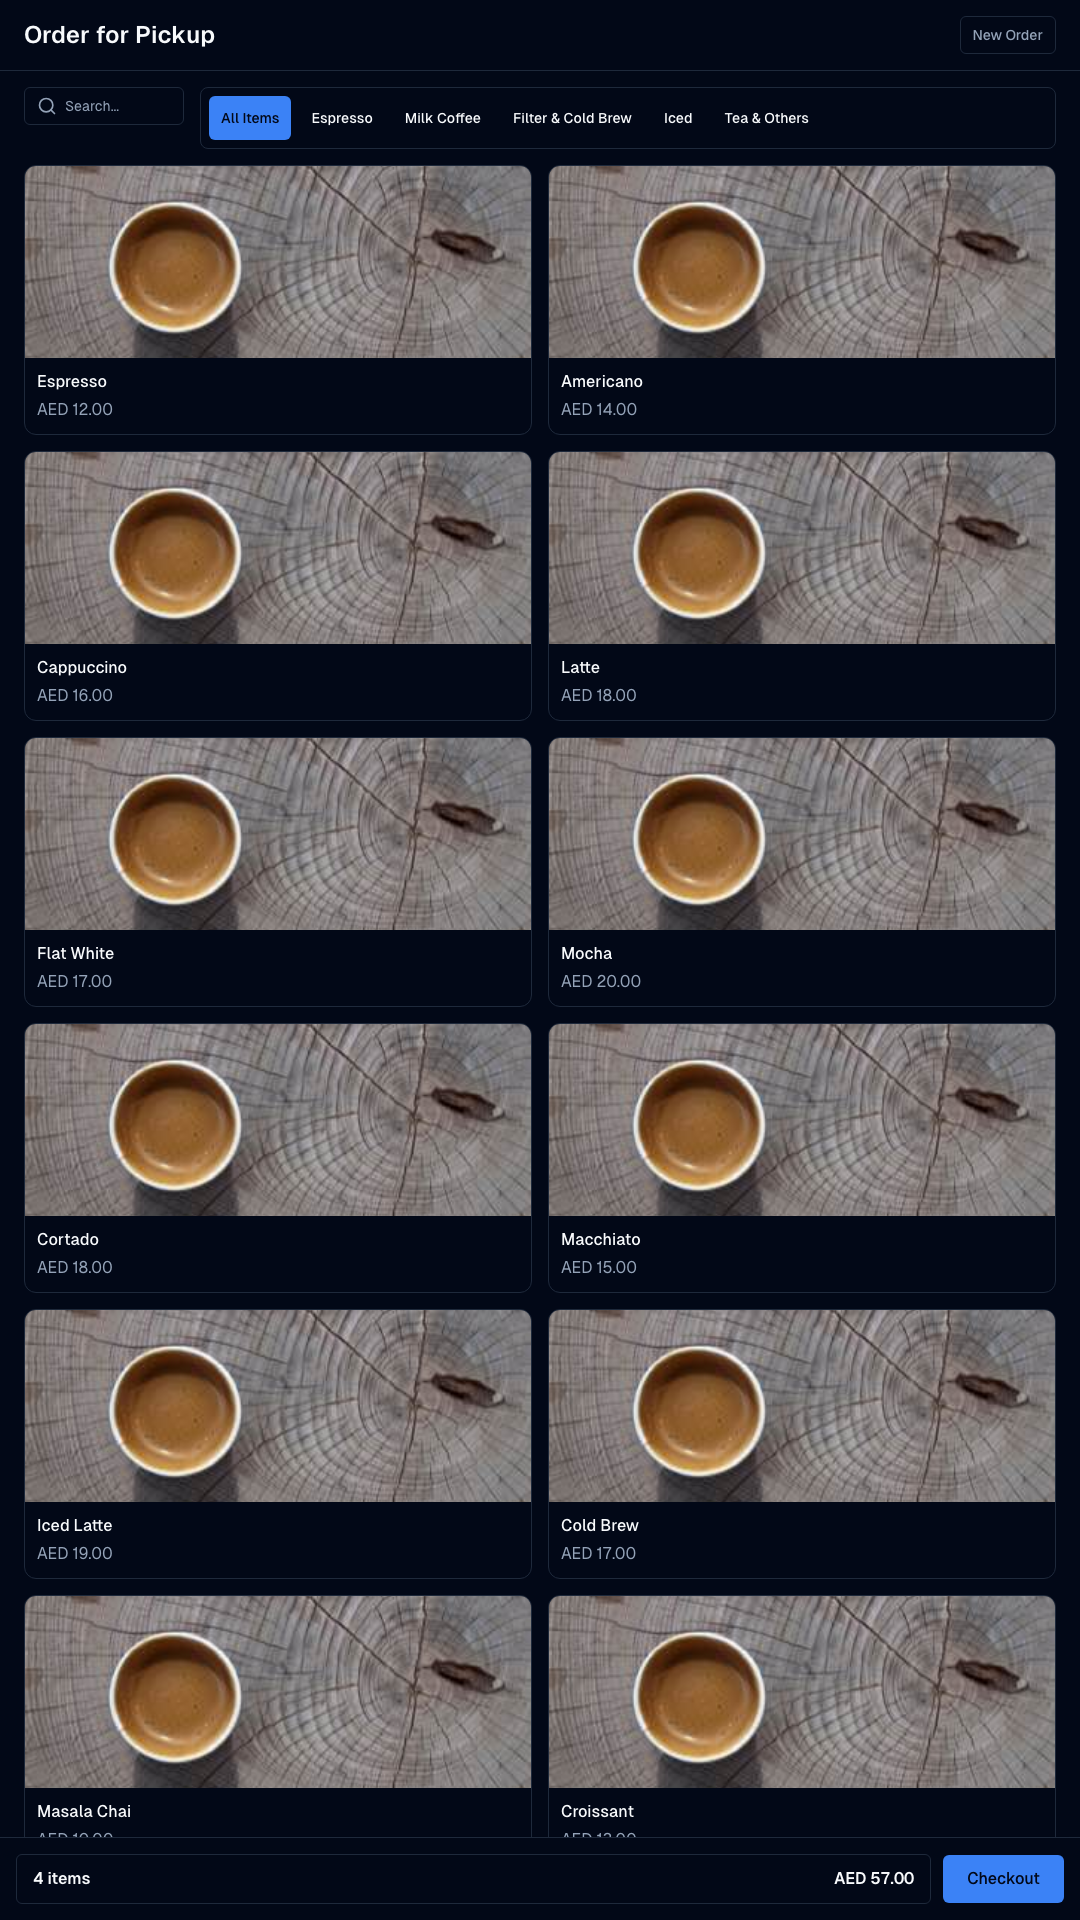 Order for Pickup
New Order
Search...
All Items
Espresso
Milk Coffee
Filter & Cold Brew
Iced
Tea & Others
Espresso
AED 12.00
Americano
AED 14.00
Cappuccino
AED 16.00
Latte
AED 18.00
Flat White
AED 17.00
Mocha
AED 20.00
Cortado
AED 18.00
Macchiato
AED 15.00
Iced Latte
AED 19.00
Cold Brew
AED 17.00
Masala Chai
Croissant
4 items
AED 57.00
Checkout